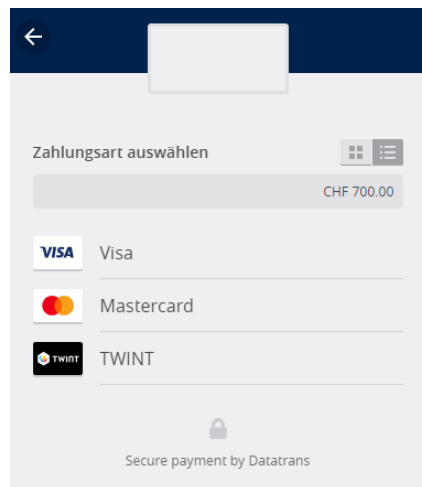 Zahlungsart auswählen
CHF 700.00
VISA Visa
Mastercard
TWINT TWINT
Secure payment by Datatrans